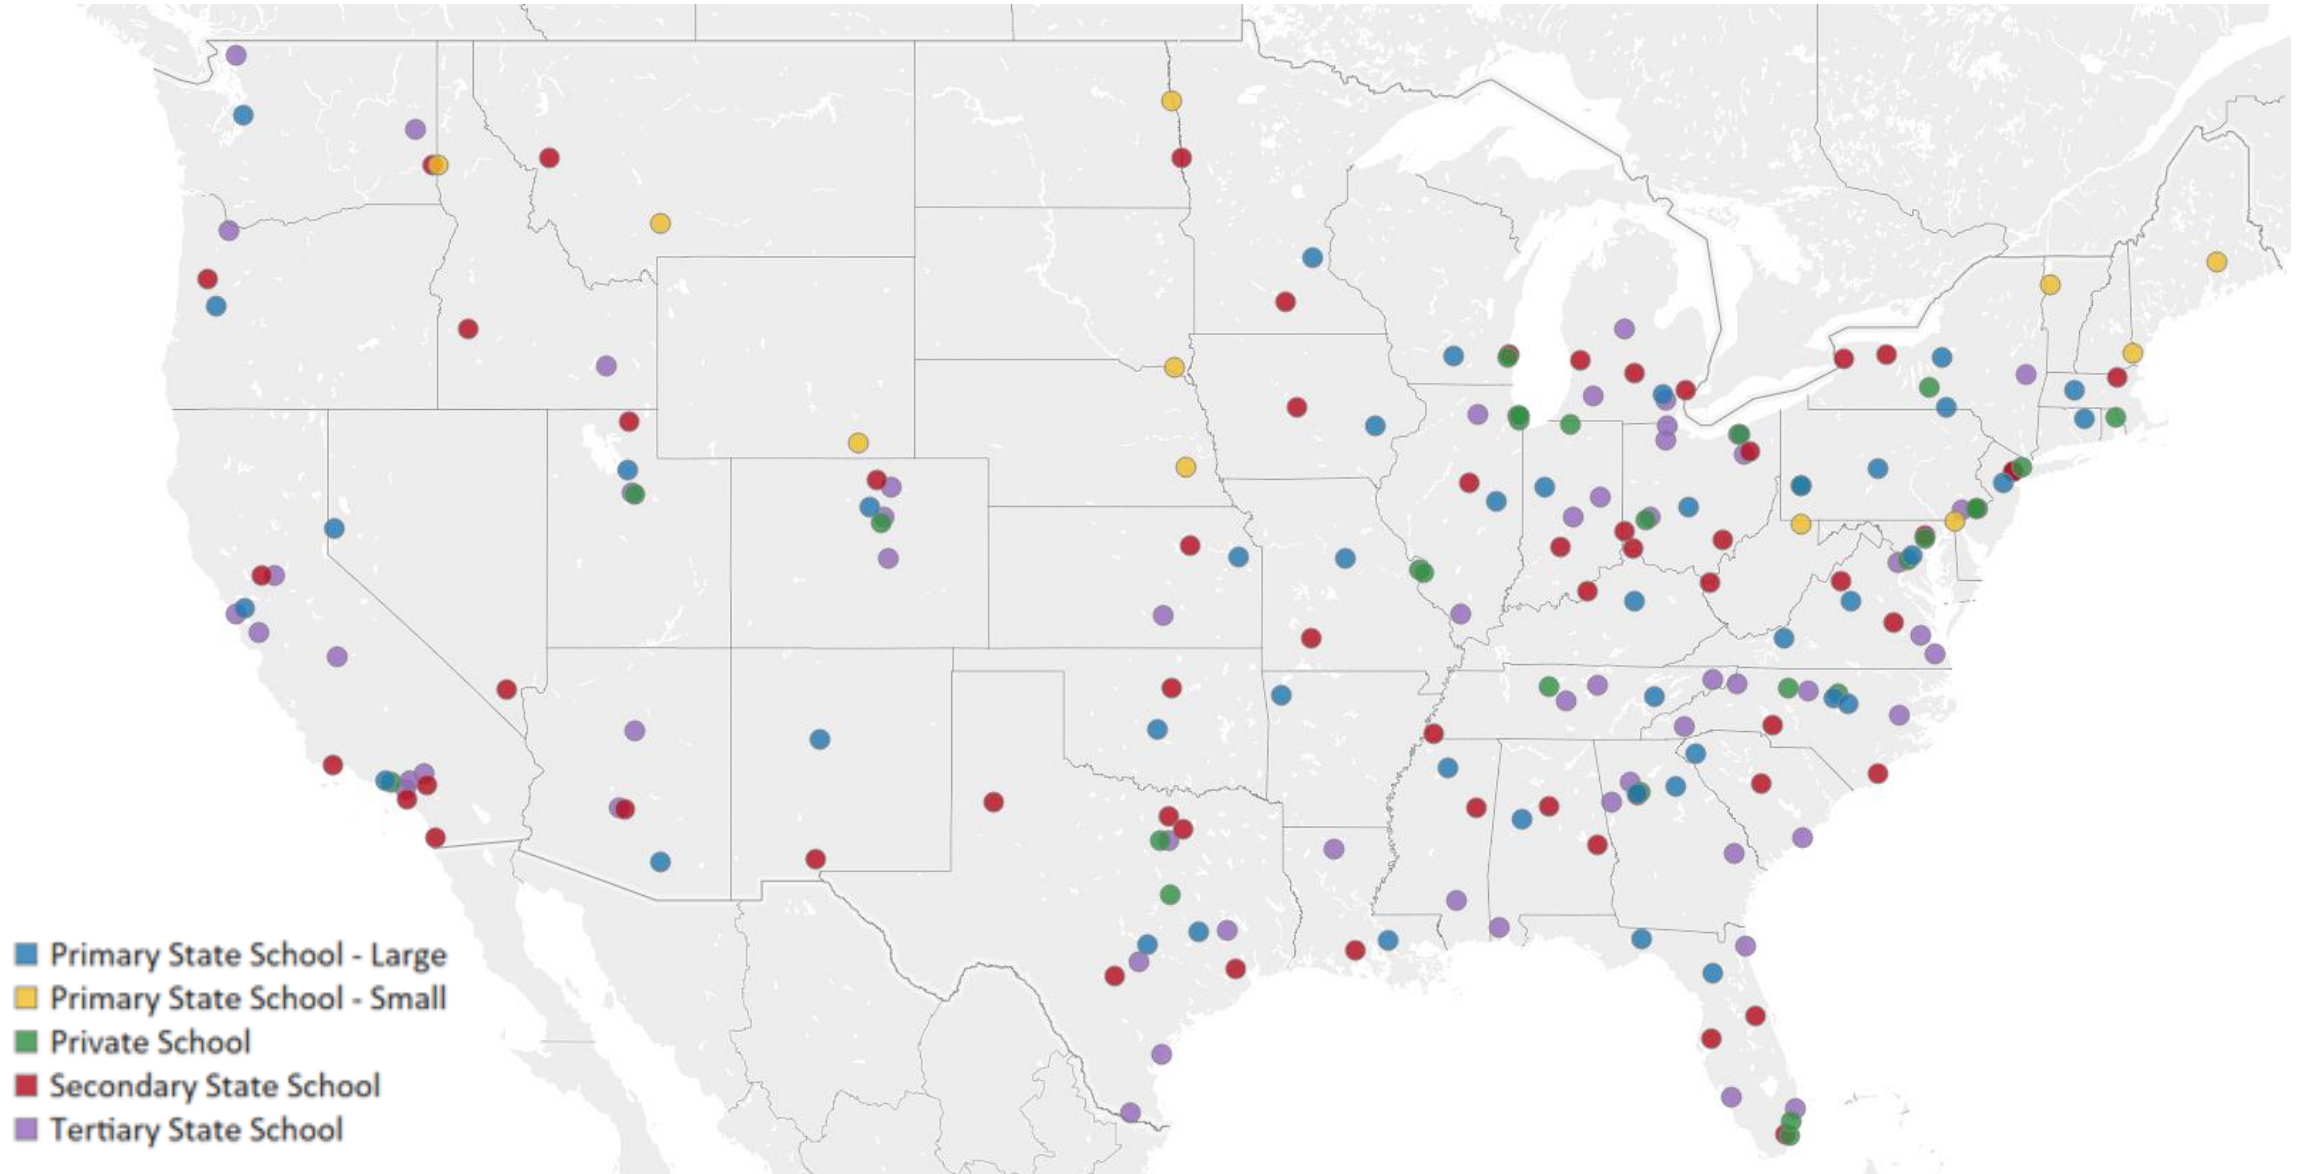 Primary State School - Large
Primary State School - Small
Private School
Secondary State School
Tertiary State School